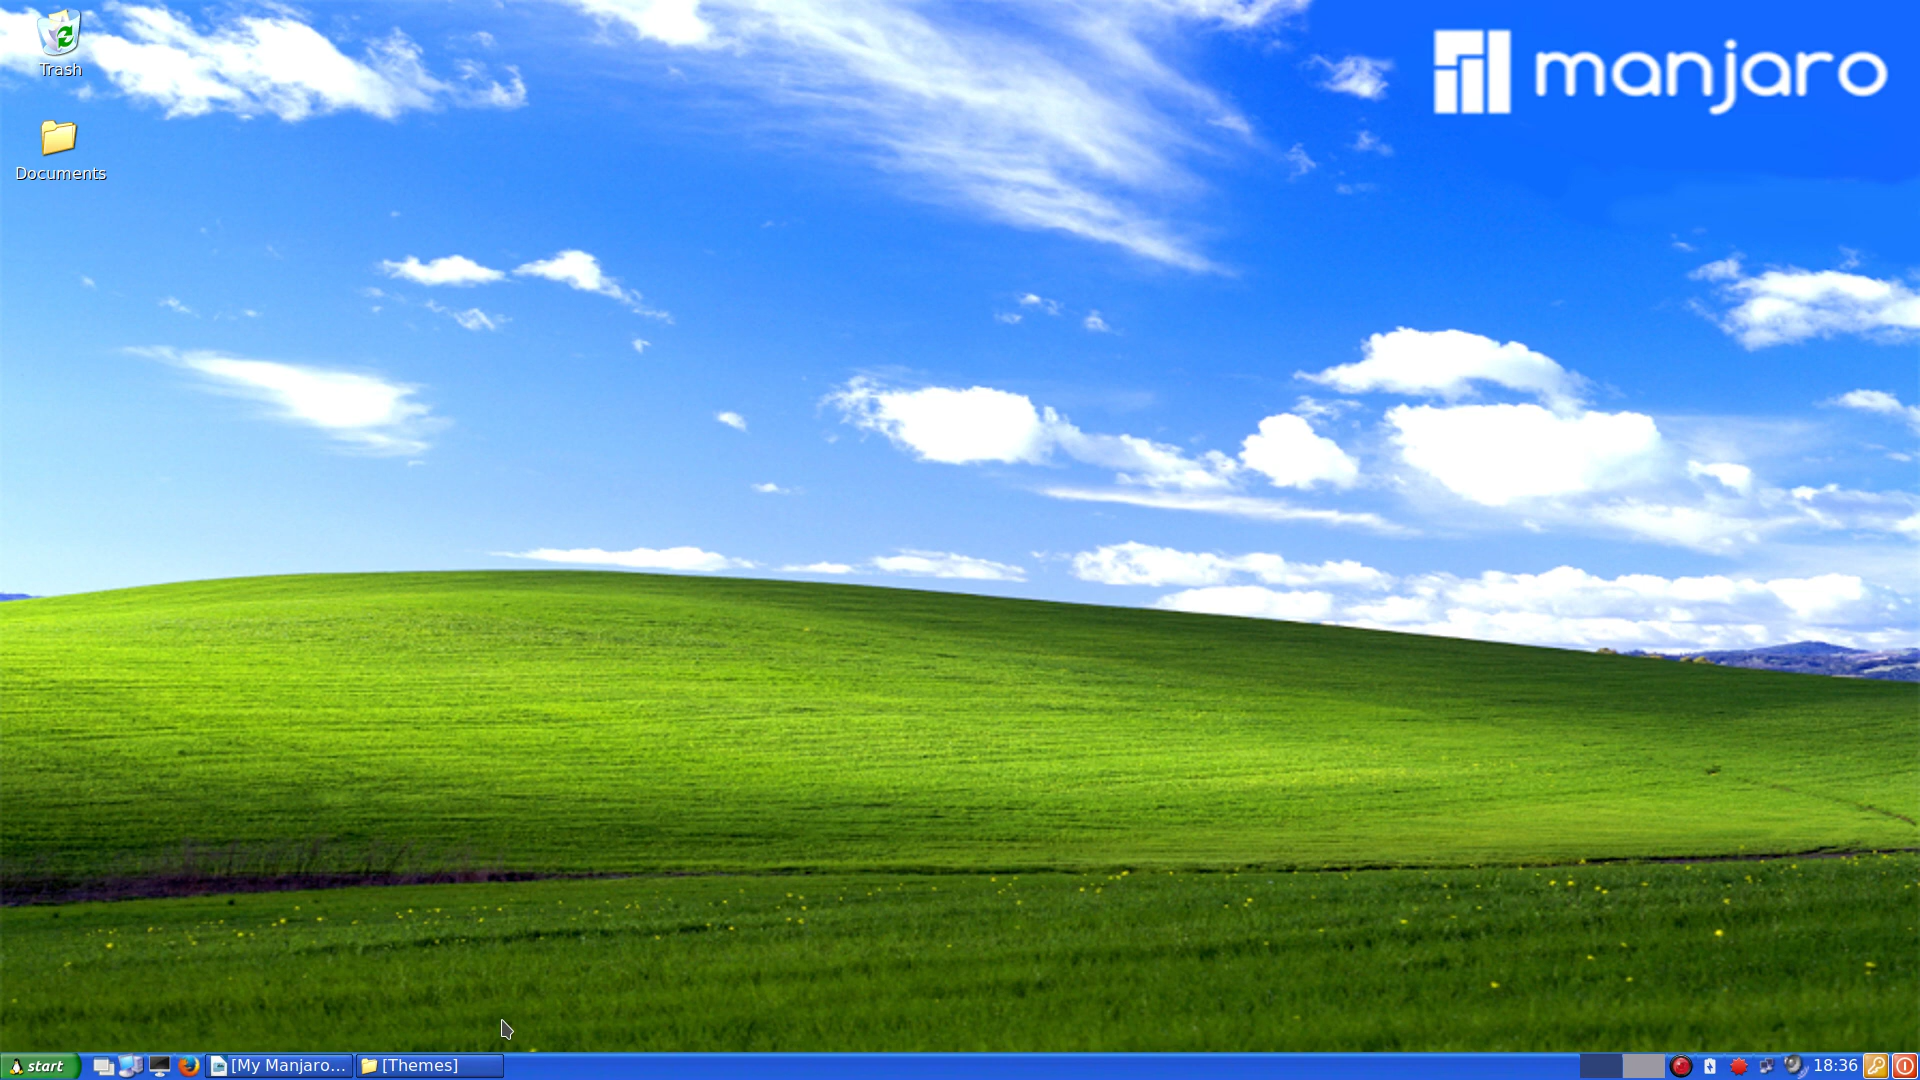 Trash
manjaro
Documents
start
[My Manjaro...
[Themes]
18:36